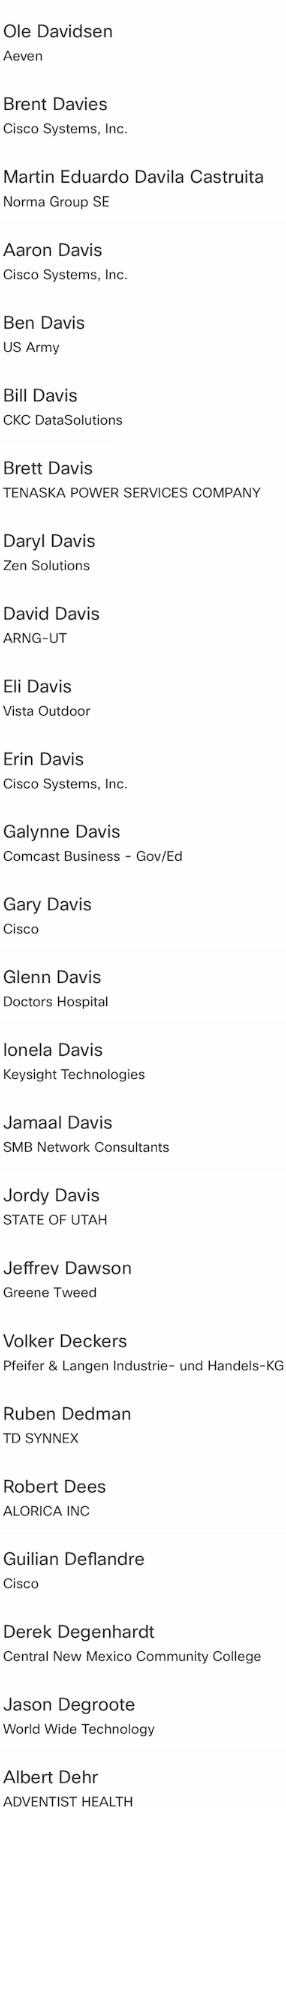 Ole Davidsen
Aeven
Brent Davies
Cisco Systems, Inc.
Martin Eduardo Davila Castruita
Norma Group SE
Aaron Davis
Cisco Systems, Inc.
Ben Davis
US Army
Bill Davis
CKC DataSolutions
Brett Davis
TENASKA POWER SERVICES COMPANY
Daryl Davis
Zen Solutions
David Davis
ARNG-UT
Eli Davis
Vista Outdoor
Erin Davis
Cisco Systems, Inc.
Galynne Davis
Comcast Business - Gov/Ed
Gary Davis
Cisco
Glenn Davis
Doctors Hospital
Ionela Davis
Keysight Technologies
Jamaal Davis
SMB Network Consultants
Jordy Davis
STATE OF UTAH
Jeffrey Dawson
Greene Tweed
Volker Deckers
Pfeifer & Langen Industrie- und Handels-KG
Ruben Dedman
TD SYNNEX
Robert Dees
ALORICA INC
Guilian Deflandre
Cisco
Derek Degenhardt
Central New Mexico Community College
Jason Degroote
World Wide Technology
Albert Dehr
ADVENTIST HEALTH